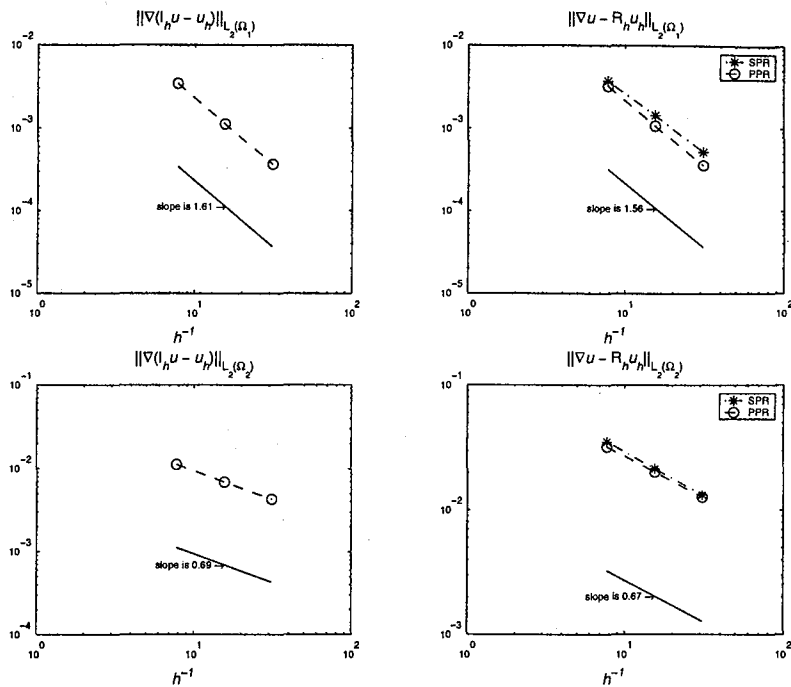 ||∇(I_h u − u_h)||_{L_2(Ω_1)}
10^{-2}
10^{-3}
10^{-4}
10^{-5}
slope is 1.61→
10^0
10^1
10^2
h^{-1}
||∇u − R_h u_h||_{L_2(Ω_1)}
SPR
PPR
10^{-2}
10^{-3}
10^{-4}
10^{-5}
slope is 1.56→
10^0
10^1
10^2
h^{-1}
||∇(I_h u − u_h)||_{L_2(Ω_2)}
10^{-1}
10^{-2}
10^{-3}
10^{-4}
slope is 0.69→
10^0
10^1
10^2
h^{-1}
||∇u − R_h u_h||_{L_2(Ω_2)}
SPR
PPR
10^{-1}
10^{-2}
10^{-3}
slope is 0.67→
10^0
10^1
10^2
h^{-1}